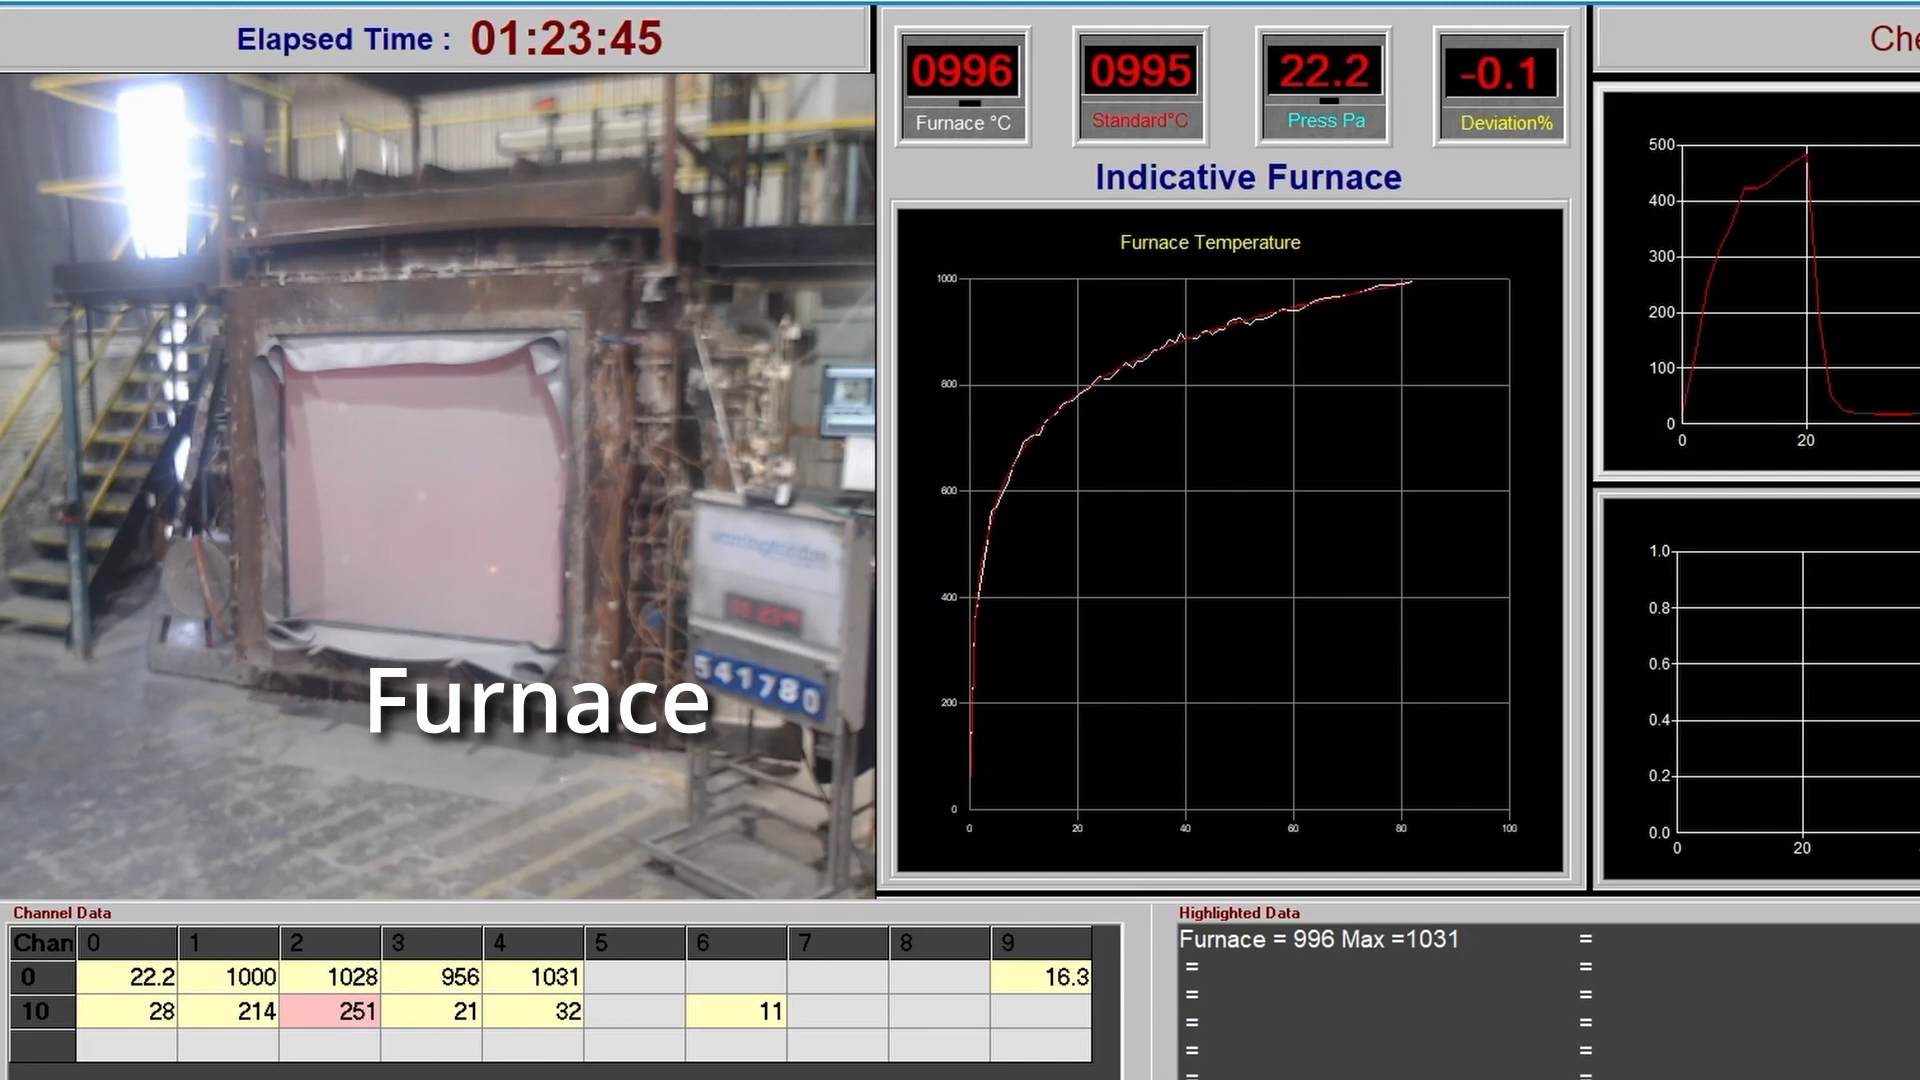 Elapsed Time : 01:23:45
0996
Furnace °C
0995
Standard°C
22.2
Press Pa
-0.1
Deviation%
Indicative Furnace
Furnace Temperature
1000
800
600
400
200
0
0 20 40 60 80 100
500
400
300
200
100
0
0 20
1.0
0.8
0.6
0.4
0.2
0.0
0 20
541780
Furnace
Channel Data
Chan 0 1 2 3 4 5 6 7 8 9
0 22.2 1000 1028 956 1031 16.3
10 28 214 251 21 32 11
Highlighted Data
Furnace = 996 Max =1031 =
= =
= =
= =
= =
= =